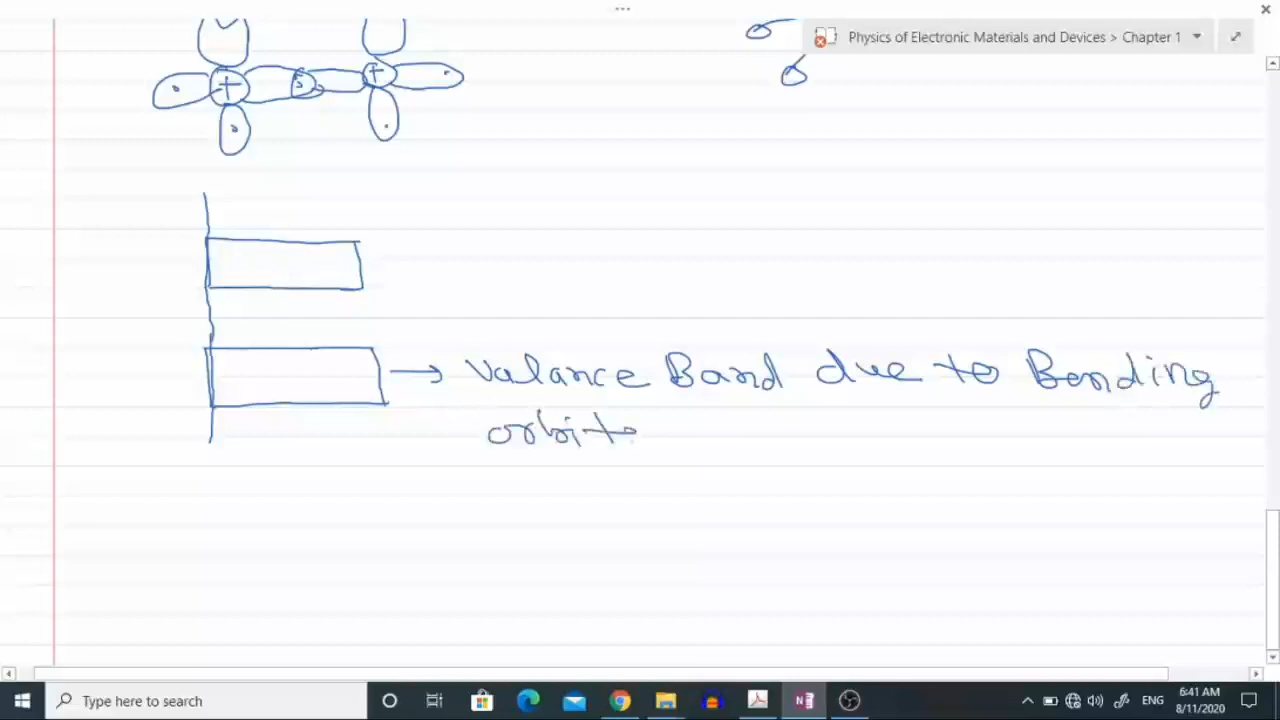 Physics of Electronic Materials and Devices > Chapter 1
+ +
→ Valance Band due to Bonding
orbit
Type here to search
ENG
6:41 AM
8/11/2020